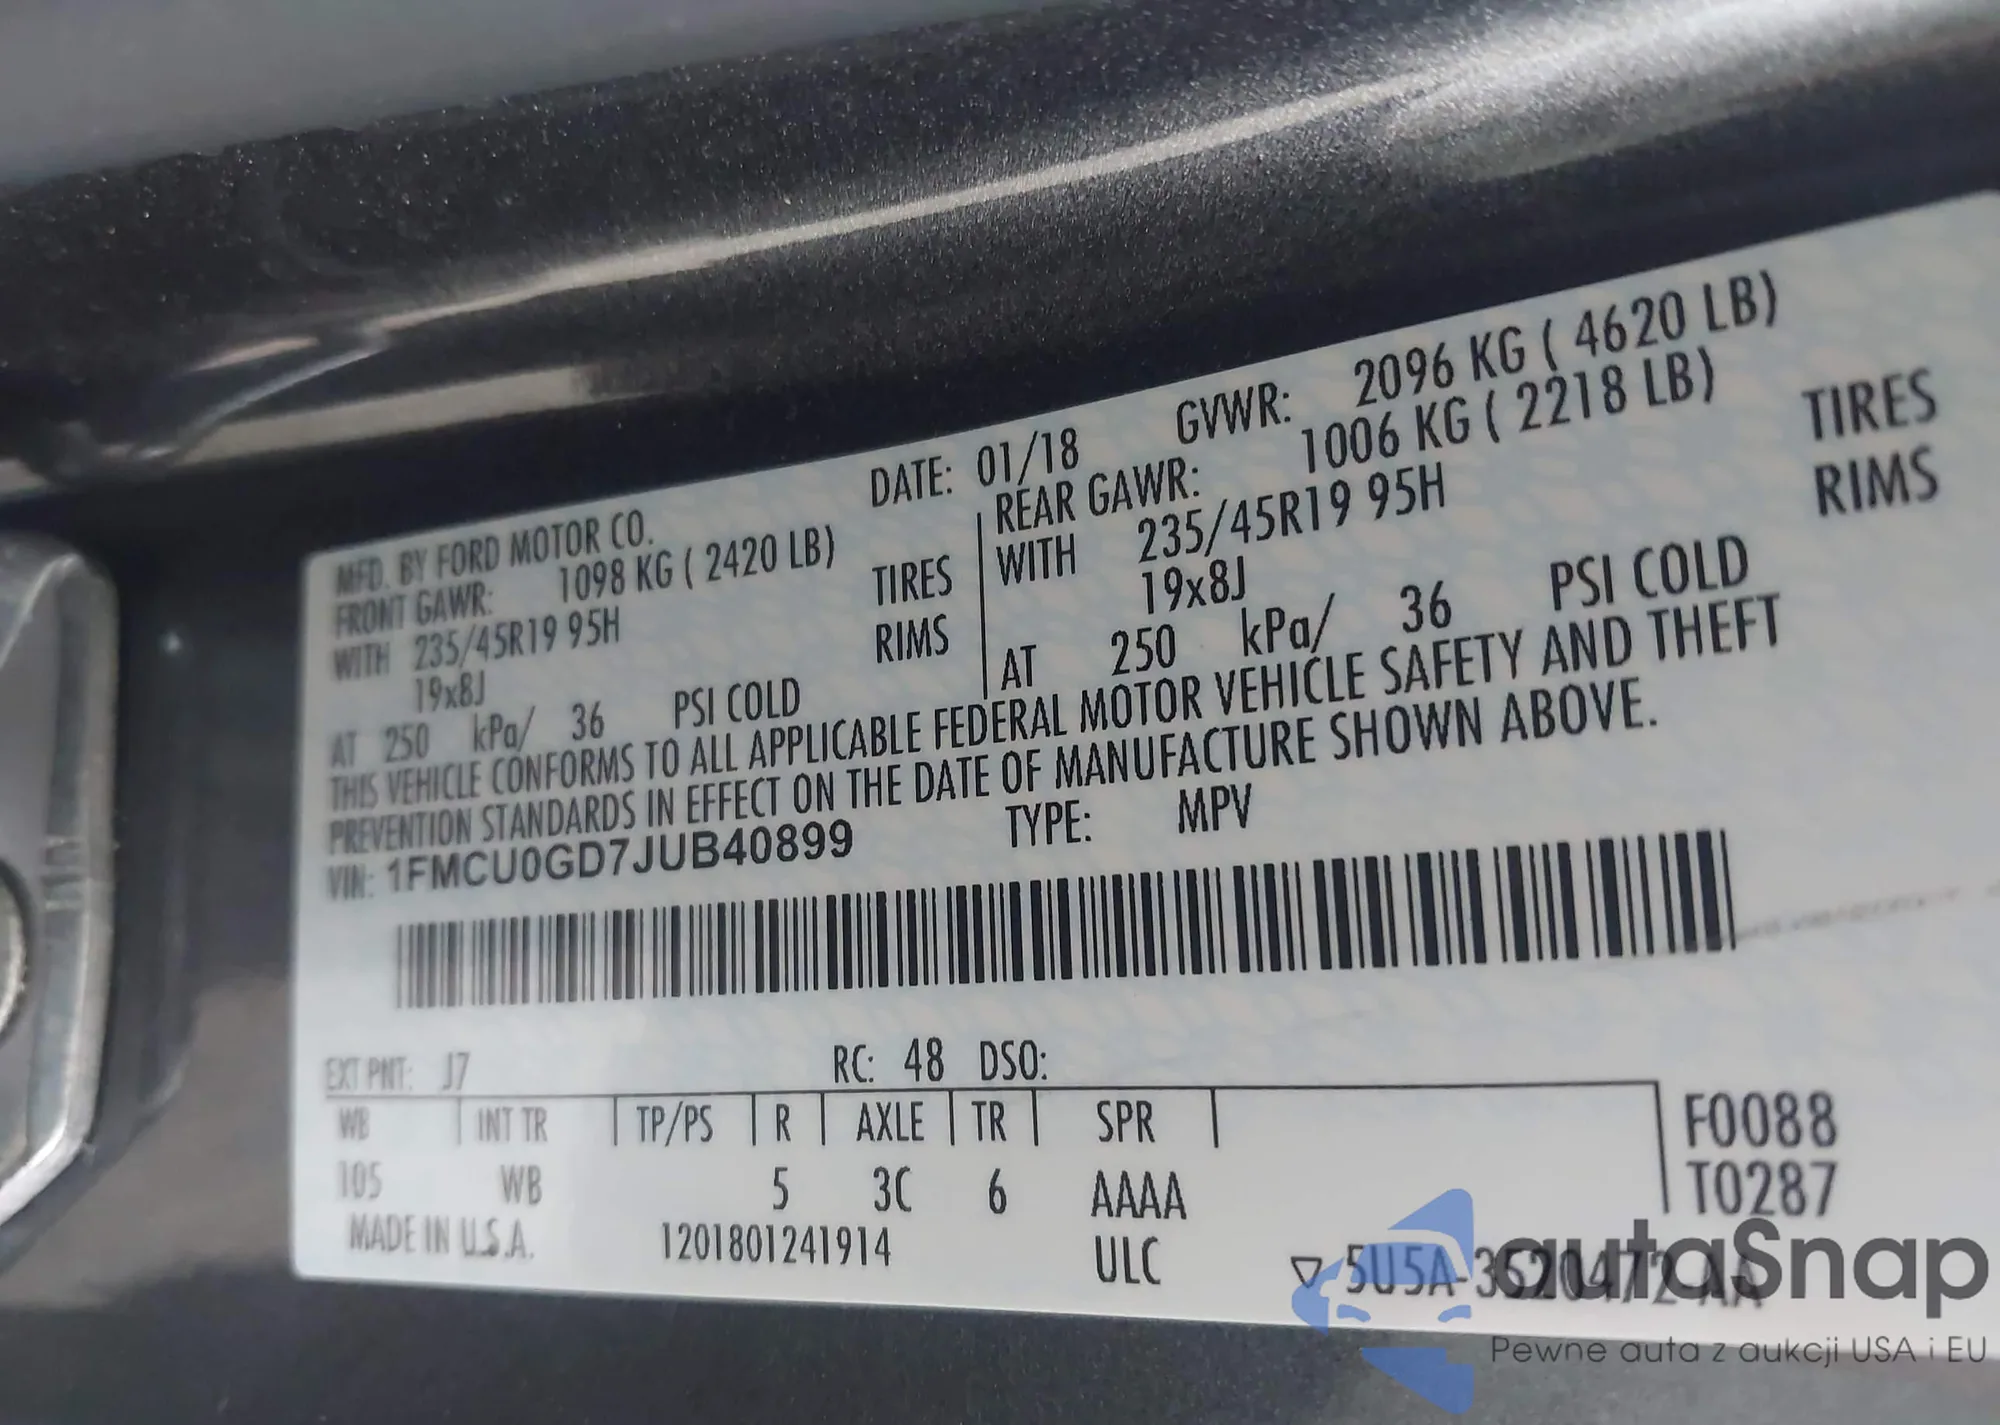 MFD. BY FORD MOTOR CO. DATE: 01/18 GVWR: 2096 KG ( 4620 LB)
FRONT GAWR: 1098 KG ( 2420 LB) REAR GAWR: 1006 KG ( 2218 LB)
WITH 235/45R19 95H TIRES WITH 235/45R19 95H TIRES
19x8J RIMS 19x8J RIMS
AT 250 kPa/ 36 PSI COLD AT 250 kPa/ 36 PSI COLD
THIS VEHICLE CONFORMS TO ALL APPLICABLE FEDERAL MOTOR VEHICLE SAFETY AND THEFT
PREVENTION STANDARDS IN EFFECT ON THE DATE OF MANUFACTURE SHOWN ABOVE.
VIN: 1FMCU0GD7JUB40899 TYPE: MPV
EXT PNT: J7 RC: 48 DSO:
WB INT TR TP/PS R AXLE TR SPR F0088
105 WB 5 3C 6 AAAA T0287
MADE IN U.S.A. 1201801241914 ULC 5U5A-3520472-AA
autaSnap
Pewne auta z aukcji USA i EU